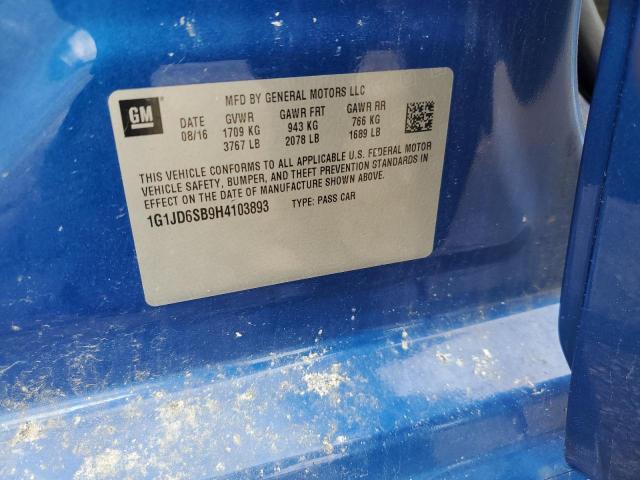 GM
MFD BY GENERAL MOTORS LLC
DATE GVWR GAWR FRT GAWR RR
08/16 1709 KG 943 KG 766 KG
3767 LB 2078 LB 1689 LB
THIS VEHICLE CONFORMS TO ALL APPLICABLE U.S. FEDERAL MOTOR
VEHICLE SAFETY, BUMPER, AND THEFT PREVENTION STANDARDS IN
EFFECT ON THE DATE OF MANUFACTURE SHOWN ABOVE.
1G1JD6SB9H4103893 TYPE: PASS CAR